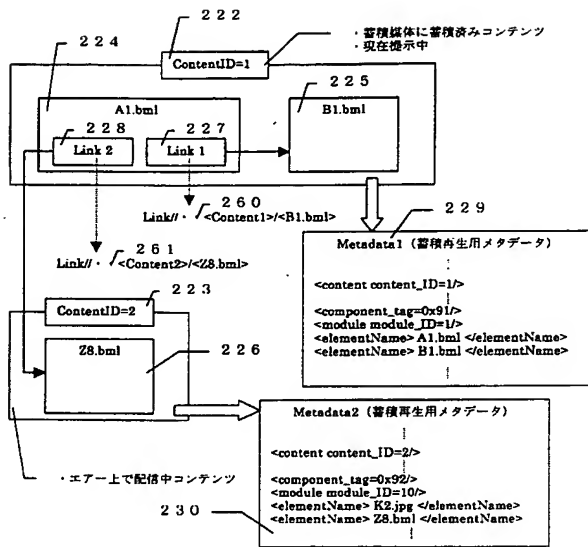 222
224
・蓄積媒体に蓄積済みコンテンツ
・現在提示中
ContentID=1
225
A1.bml
B1.bml
228
227
Link 2
Link 1
260
Link//・ <Content1>/<B1.bml>
229
261
Link//・ <Content2>/<Z8.bml>
Metadata1（蓄積再生用メタデータ）
<content content_ID=1/>
<component_tag=0x91/>
<module module_ID=1/>
<elementName> A1.bml </elementName>
<elementName> B1.bml </elementName>
223
ContentID=2
Z8.bml
226
Metadata2（蓄積再生用メタデータ）
<content content_ID=2/>
<component_tag=0x92/>
<module module_ID=10/>
<elementName> K2.jpg </elementName>
<elementName> Z8.bml </elementName>
・エアー上で配信中コンテンツ
230